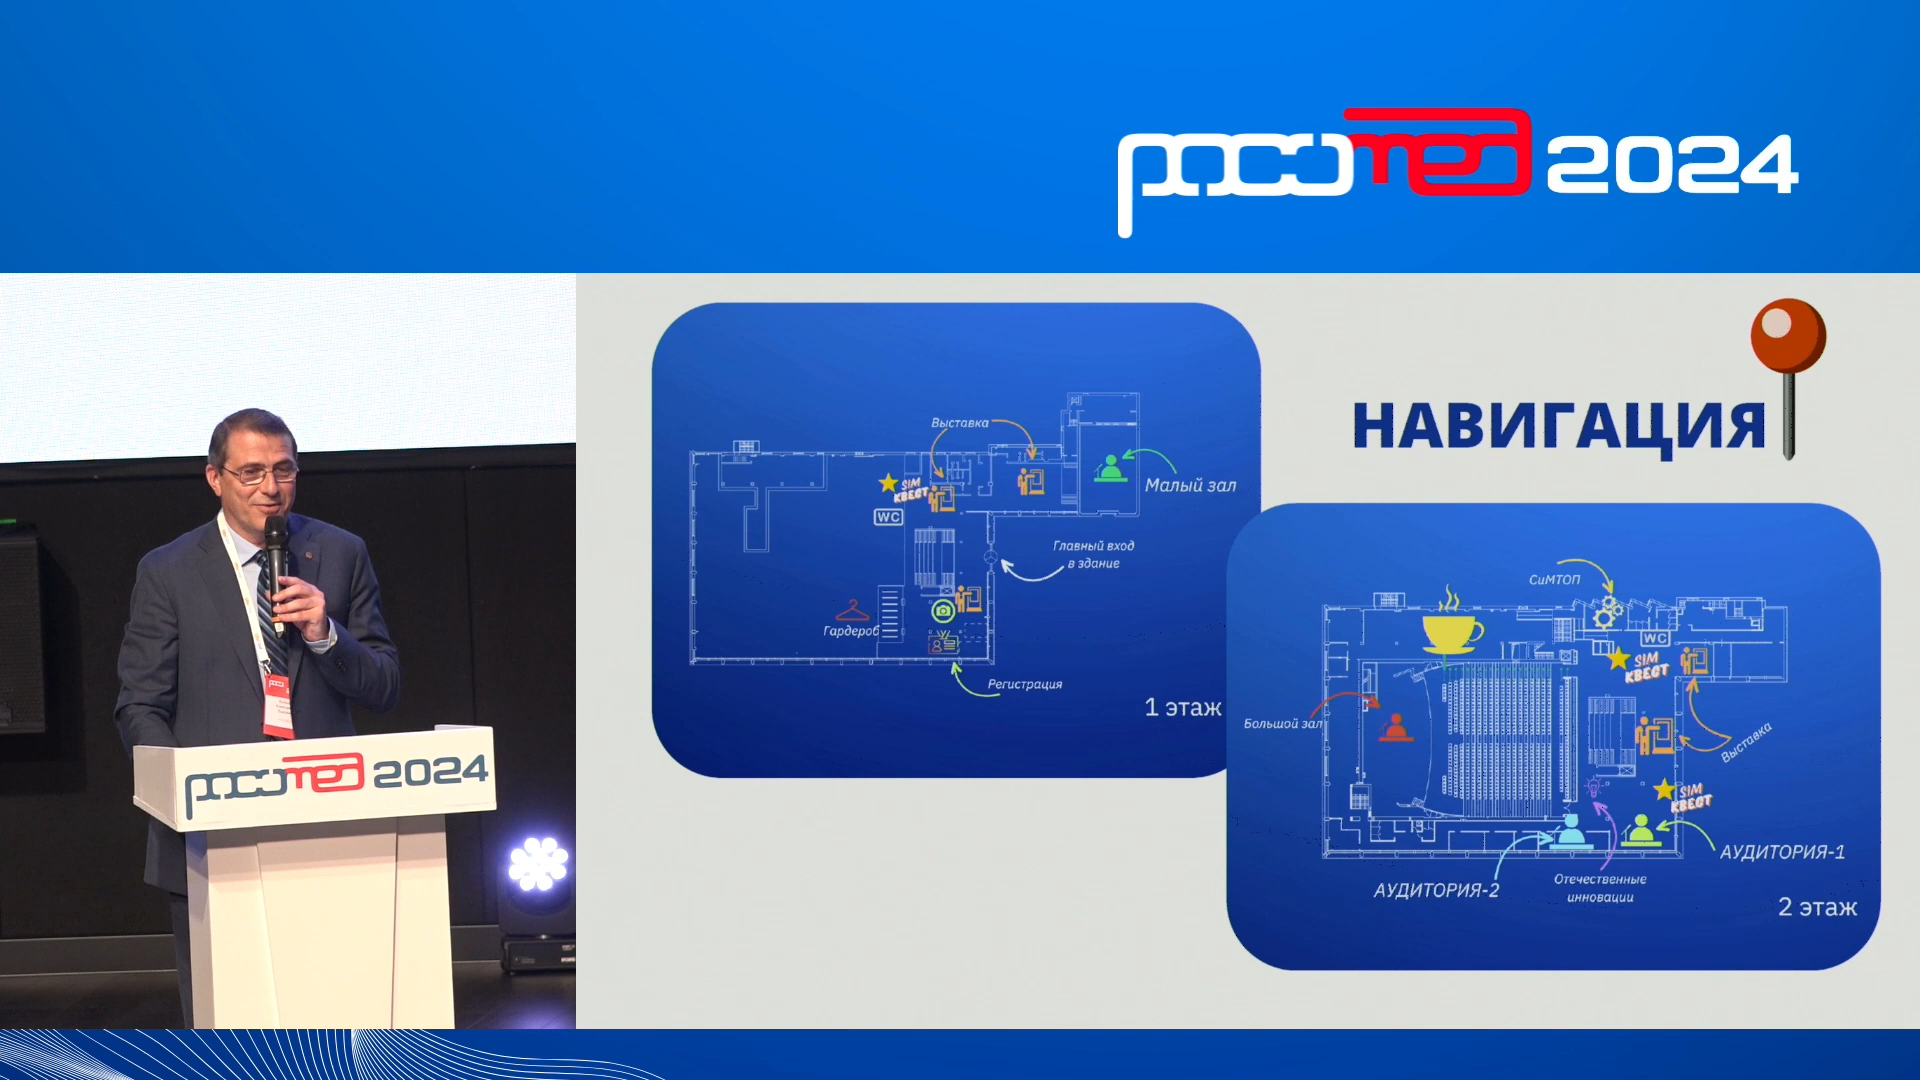 росомед 2024
НАВИГАЦИЯ
Выставка
SIM
КВЕСТ
WC
Малый зал
Главный вход
в здание
Гардероб
Регистрация
1 этаж
СиМТОП
WC
SIM
КВЕСТ
Большой зал
Выставка
SIM
КВЕСТ
АУДИТОРИЯ-1
АУДИТОРИЯ-2
Отечественные
инновации
2 этаж
росомед 2024